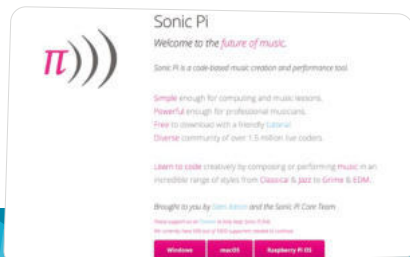 π)))
Sonic Pi
Welcome to the future of music.
Sonic Pi is a code-based music creation and performance tool.
Simple enough for computing and music lessons.
Powerful enough for professional musicians.
Free to download with a friendly tutorial.
Diverse community of over 1.5 million live coders.
Learn to code creatively by composing or performing music in an
incredible range of styles from Classical & Jazz to Grime & EDM.
Brought to you by Sam Aaron and the Sonic Pi Core Team
Windows macOS Raspberry Pi OS